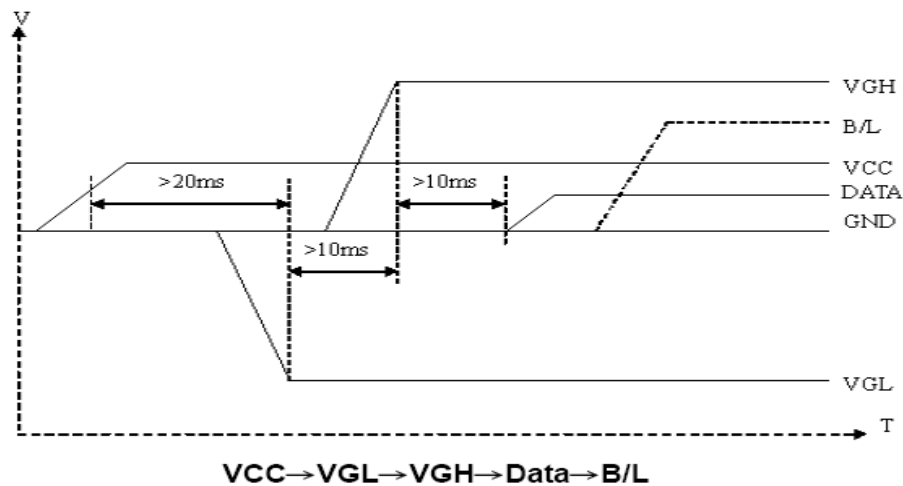 V
VGH
B/L
VCC
>20ms
>10ms
DATA
GND
>10ms
VGL
T
VCC→VGL→VGH→Data→B/L